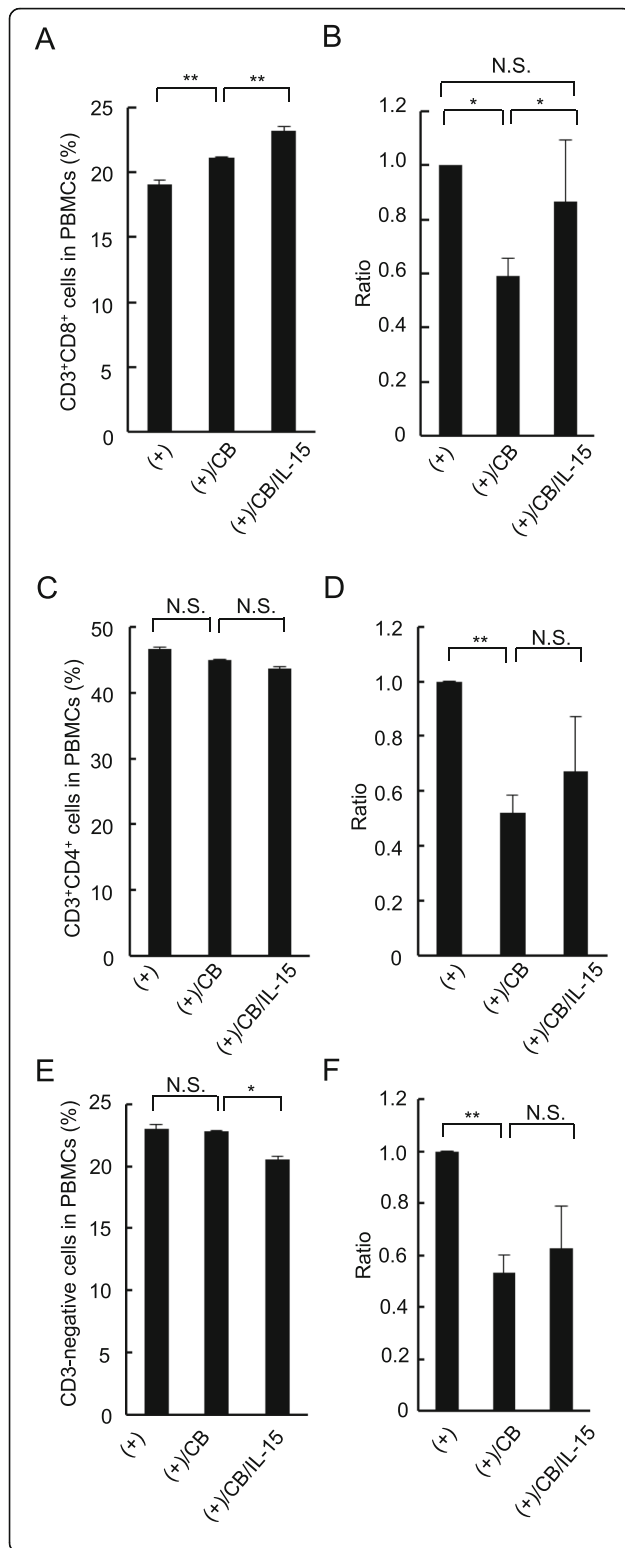 A
** **
CD3⁺CD8⁺ cells in PBMCs (%)
25
20
15
10
5
0
(+)
(+)/CB
(+)/CB/IL-15
B
N.S.
* *
Ratio
1.2
1.0
0.8
0.6
0.4
0.2
0
(+)
(+)/CB
(+)/CB/IL-15
C
N.S. N.S.
CD3⁺CD4⁺ cells in PBMCs (%)
50
40
30
20
10
0
(+)
(+)/CB
(+)/CB/IL-15
D
** N.S.
Ratio
1.2
1.0
0.8
0.6
0.4
0.2
0
(+)
(+)/CB
(+)/CB/IL-15
E
N.S. *
CD3-negative cells in PBMCs (%)
25
20
15
10
5
0
(+)
(+)/CB
(+)/CB/IL-15
F
** N.S.
Ratio
1.2
1.0
0.8
0.6
0.4
0.2
0
(+)
(+)/CB
(+)/CB/IL-15